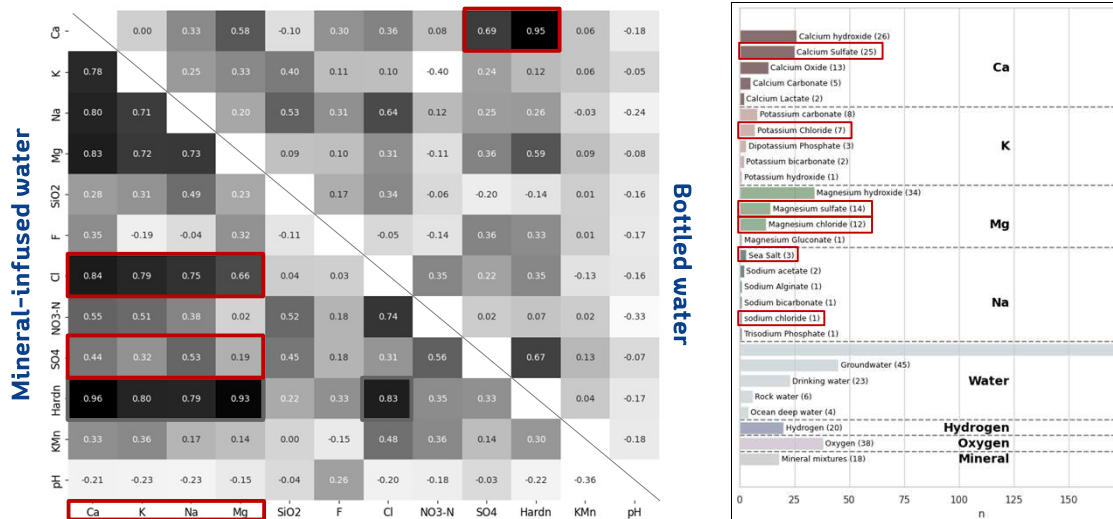 Mineral-infused water
Ca 0.00 0.33 0.58 -0.10 0.30 0.36 0.08 0.69 0.95 0.06 -0.18
K 0.78 0.25 0.33 0.40 0.11 0.10 -0.40 0.24 0.12 0.06 -0.05
Na 0.80 0.71 0.20 0.53 0.31 0.64 0.12 0.25 0.26 -0.03 -0.24
Mg 0.83 0.72 0.73 0.09 0.10 0.31 -0.11 0.36 0.59 0.09 -0.08
SiO2 0.28 0.31 0.49 0.23 0.17 0.34 -0.06 -0.20 -0.14 0.01 -0.16
F 0.35 -0.19 -0.04 0.32 -0.11 -0.05 -0.14 0.36 0.33 0.01 -0.17
Cl 0.84 0.79 0.75 0.66 0.04 0.03 0.35 0.22 0.35 -0.13 -0.16
NO3-N 0.55 0.51 0.38 0.02 0.52 0.18 0.74 0.02 0.07 0.02 -0.33
SO4 0.44 0.32 0.53 0.19 0.45 0.18 0.31 0.56 0.67 0.13 -0.07
Hardn 0.96 0.80 0.79 0.93 0.22 0.33 0.83 0.35 0.33 0.04 -0.17
KMn 0.33 0.36 0.17 0.14 0.00 -0.15 0.48 0.36 0.14 0.30 -0.18
pH -0.21 -0.23 -0.23 -0.15 -0.04 0.26 -0.20 -0.18 -0.03 -0.22 -0.36
Ca K Na Mg SiO2 F Cl NO3-N SO4 Hardn KMn pH
Bottled water
Calcium hydroxide (26)
Calcium Sulfate (25)
Calcium Oxide (13)
Calcium Carbonate (5)
Calcium Lactate (2)
Ca
Potassium carbonate (8)
Potassium Chloride (7)
Dipotassium Phosphate (3)
Potassium bicarbonate (2)
Potassium hydroxide (1)
K
Magnesium hydroxide (34)
Magnesium sulfate (14)
Magnesium chloride (12)
Magnesium Gluconate (1)
Mg
Sea Salt (3)
Sodium acetate (2)
Sodium Alginate (1)
Sodium bicarbonate (1)
sodium chloride (1)
Trisodium Phosphate (1)
Na
Groundwater (45)
Drinking water (23)
Rock water (6)
Ocean deep water (4)
Water
Hydrogen (20)
Hydrogen
Oxygen (38)
Oxygen
Mineral mixtures (18)
Mineral
0 25 50 75 100 125 150
n